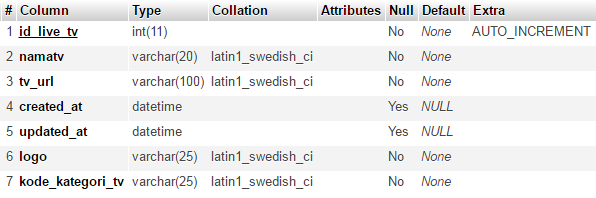 # Column Type Collation Attributes Null Default Extra
1 id_live_tv int(11) No None AUTO_INCREMENT
2 namatv varchar(20) latin1_swedish_ci No None
3 tv_url varchar(100) latin1_swedish_ci No None
4 created_at datetime Yes NULL
5 updated_at datetime Yes NULL
6 logo varchar(25) latin1_swedish_ci No None
7 kode_kategori_tv varchar(25) latin1_swedish_ci No None